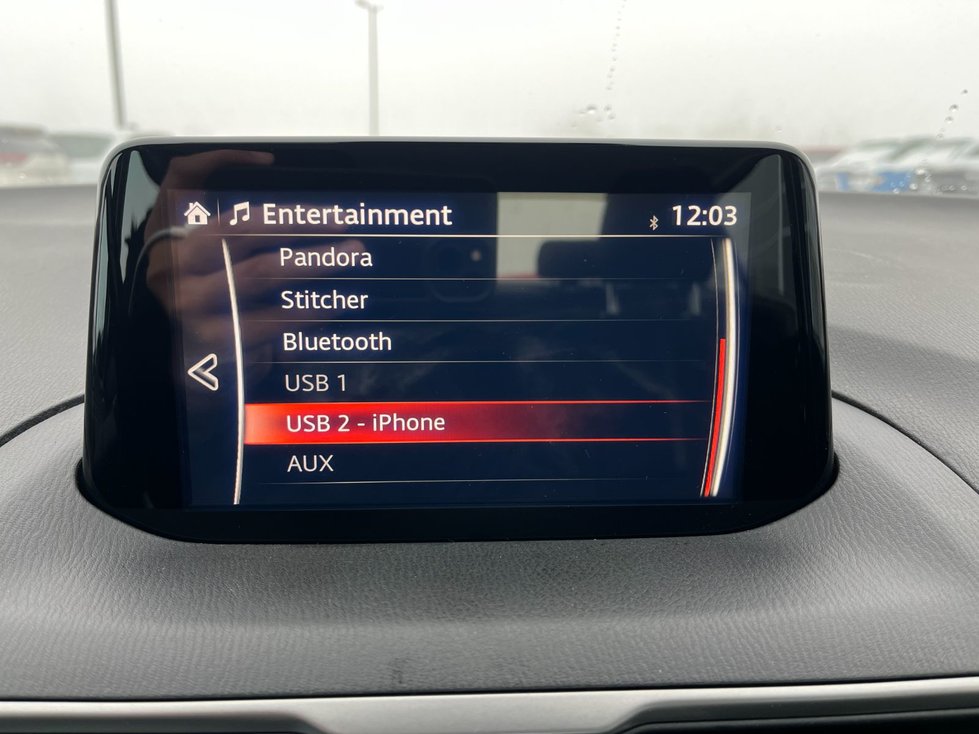 Entertainment 12:03
Pandora
Stitcher
Bluetooth
USB 1
USB 2 - iPhone
AUX